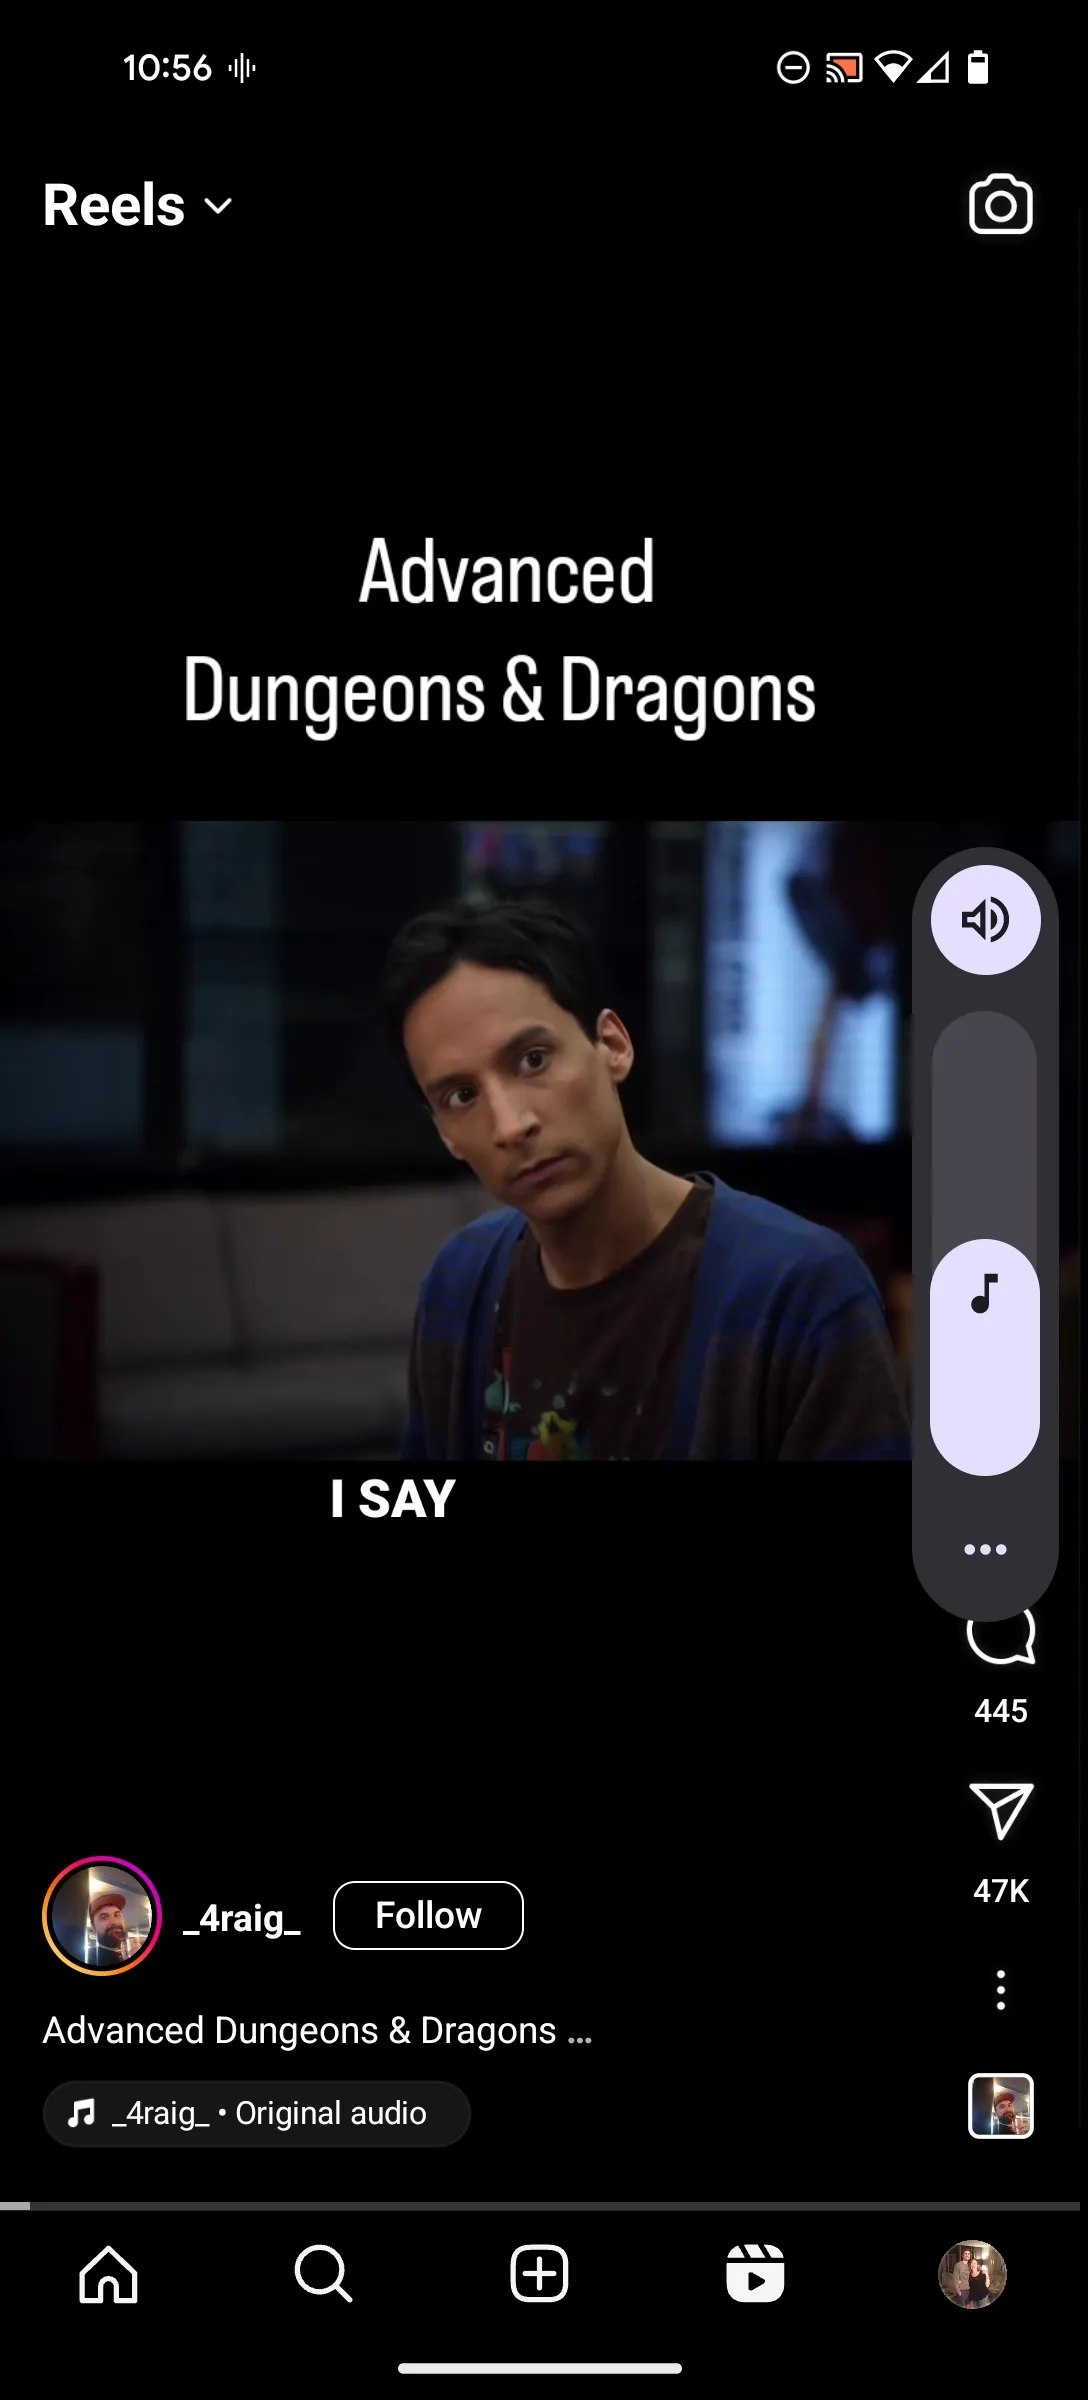 10:56
Reels
Advanced
Dungeons & Dragons
I SAY
445
47K
_4raig_ Follow
Advanced Dungeons & Dragons ...
_4raig_ • Original audio